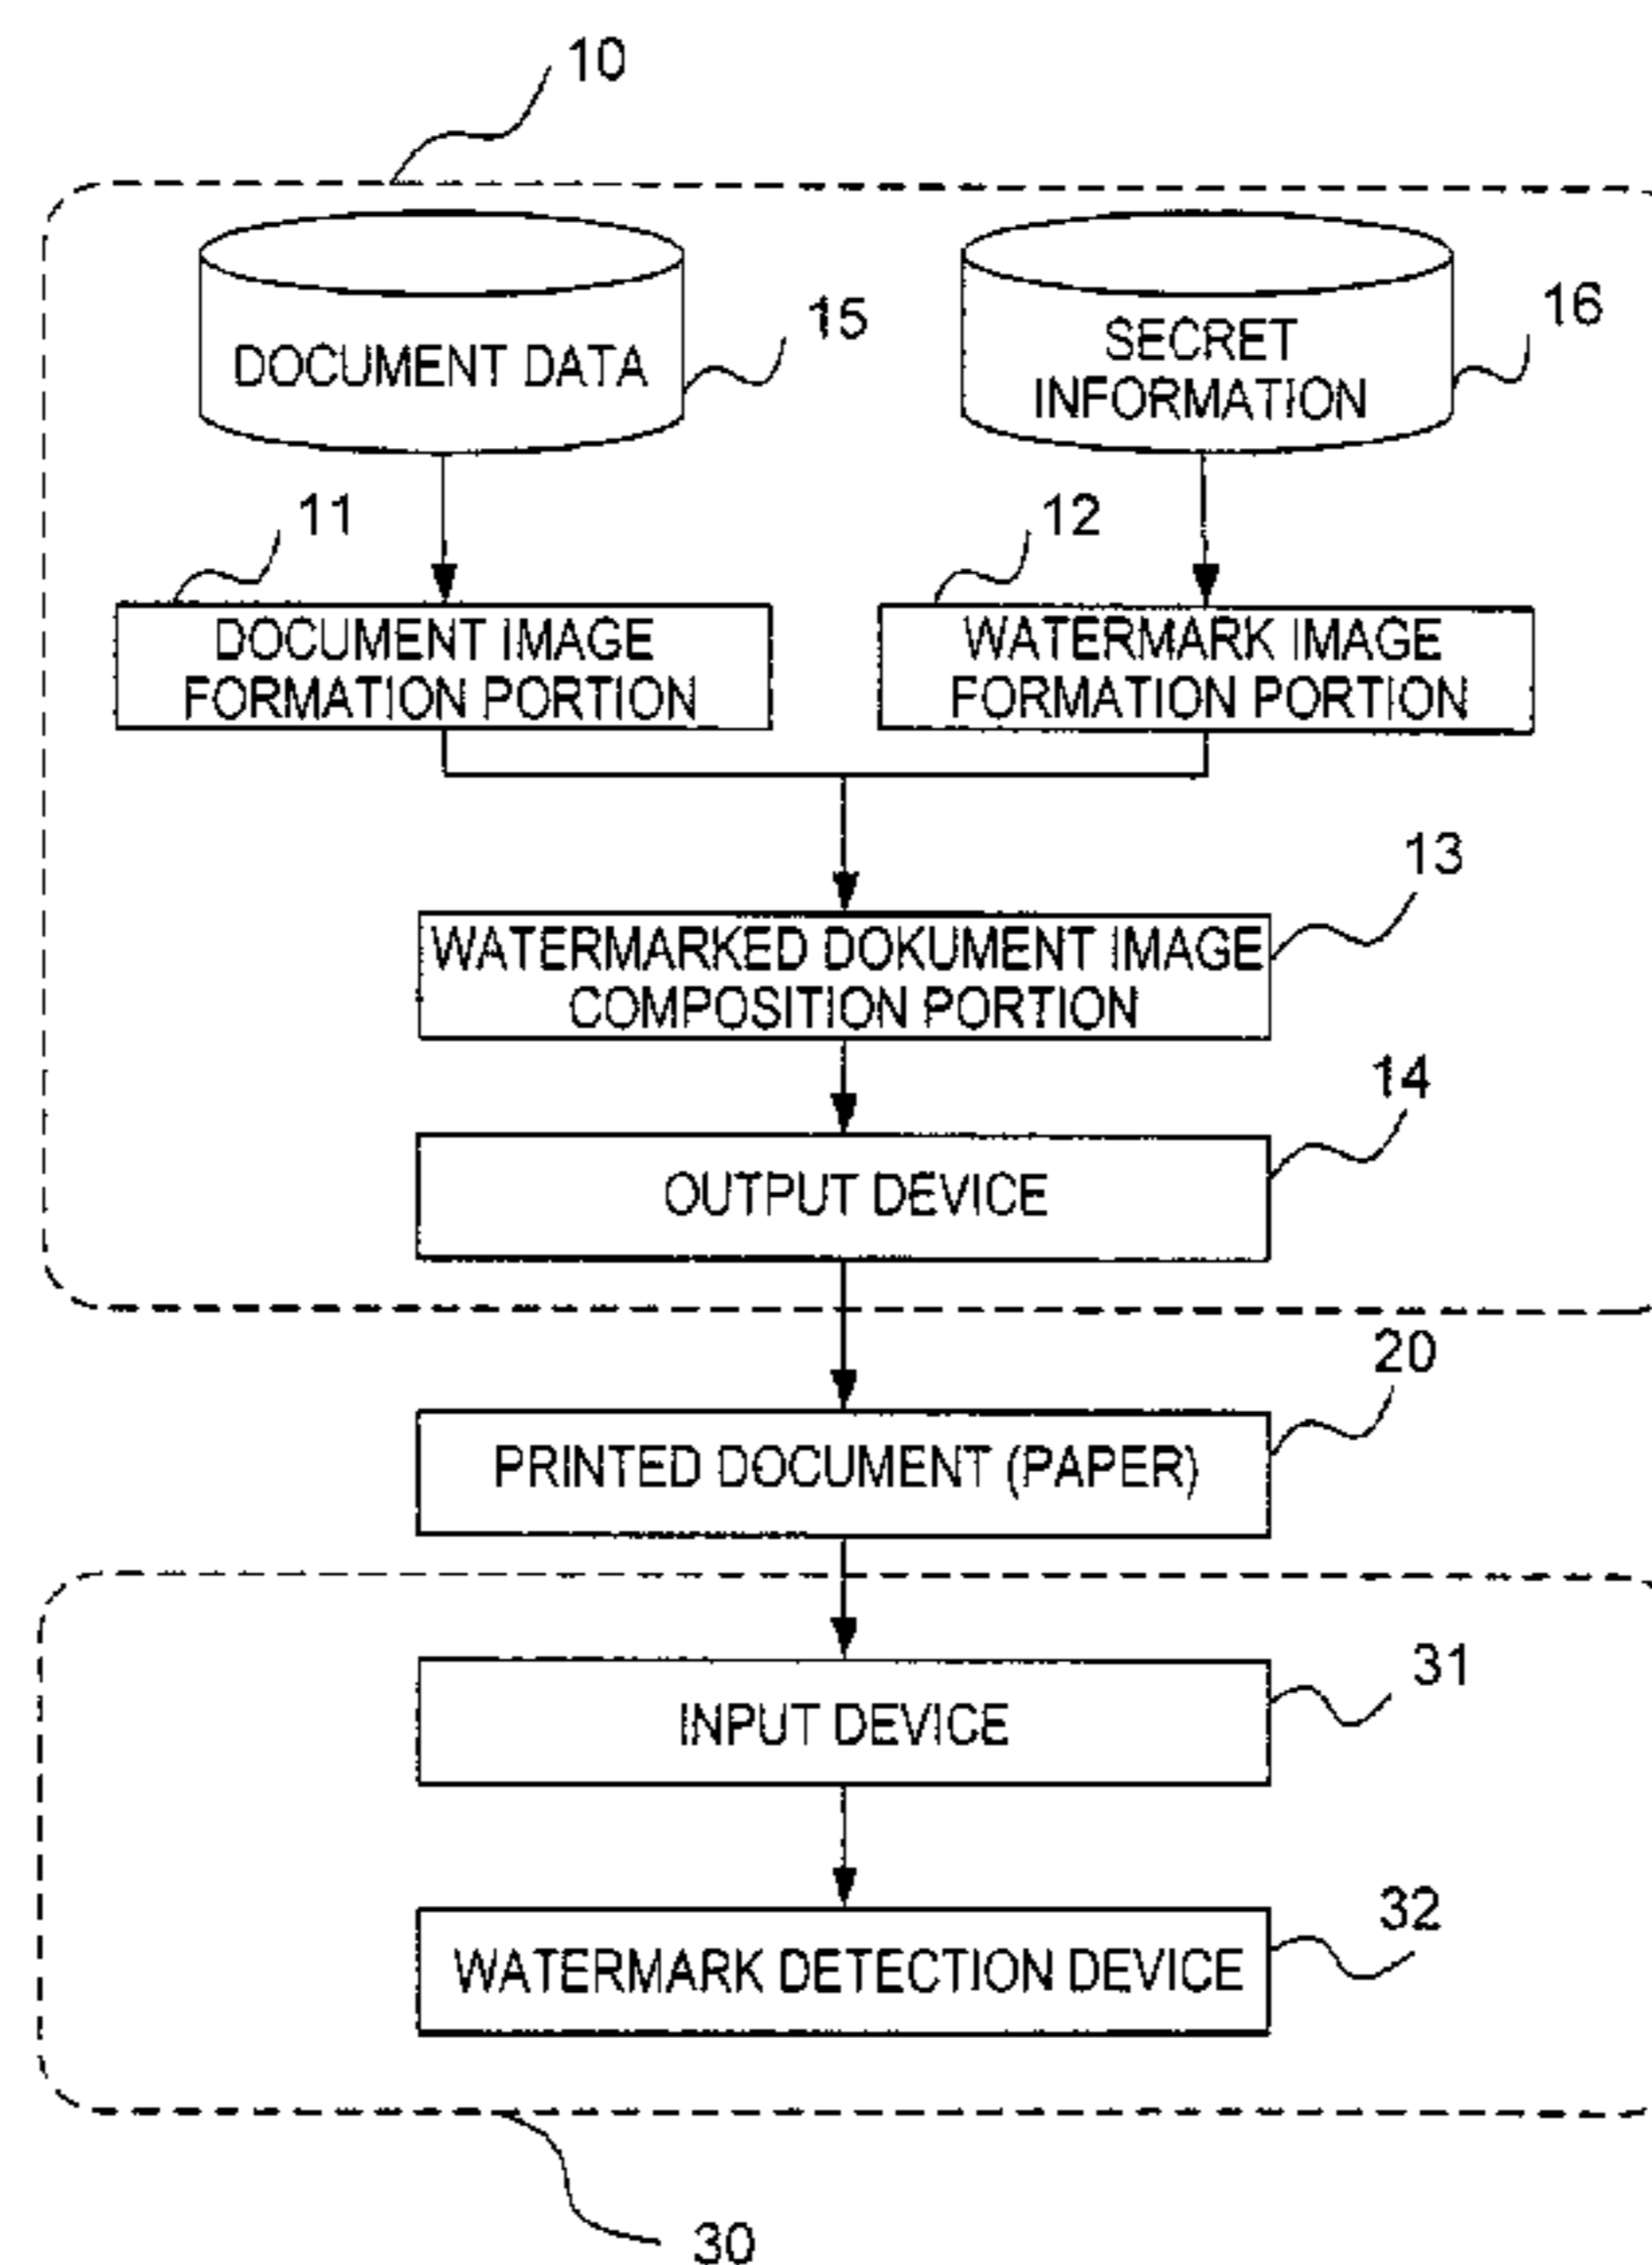 10
DOCUMENT DATA
15
SECRET
INFORMATION
16
11
12
DOCUMENT IMAGE
FORMATION PORTION
WATERMARK IMAGE
FORMATION PORTION
13
WATERMARKED DOKUMENT IMAGE
COMPOSITION PORTION
14
OUTPUT DEVICE
20
PRINTED DOCUMENT (PAPER)
31
INPUT DEVICE
32
WATERMARK DETECTION DEVICE
30